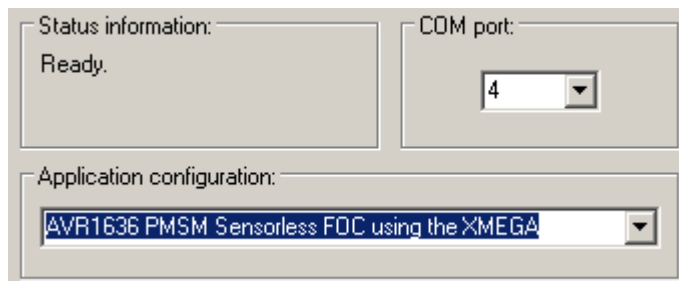 Status information:
Ready.
COM port:
4
Application configuration:
AVR1636 PMSM Sensorless FOC using the XMEGA